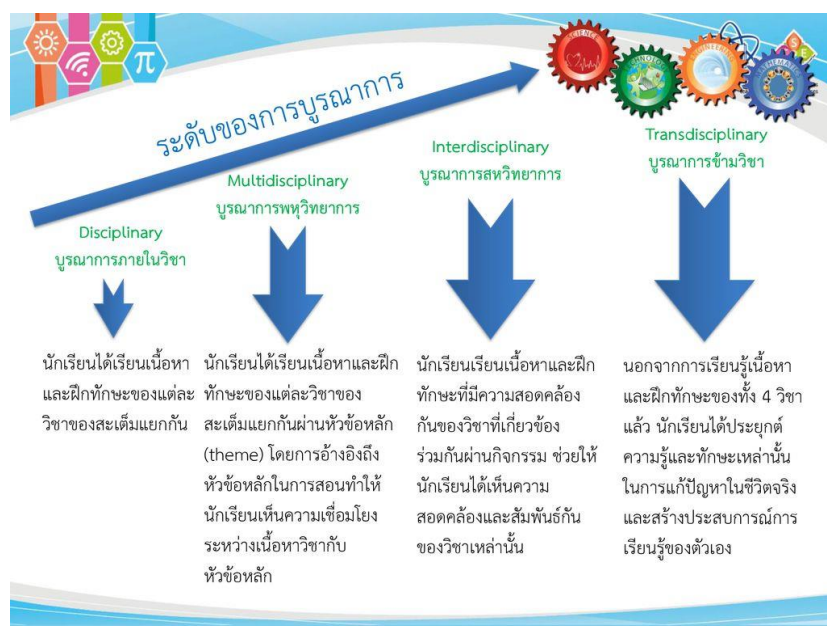 π
SCIENCE
TECHNOLOGY
ENGINEERING
MATHEMATICS
S
E
ระดับของการบูรณาการ
Disciplinary
บูรณาการภายในวิชา
นักเรียนได้เรียนเนื้อหา
และฝึกทักษะของแต่ละ
วิชาของสะเต็มแยกกัน
Multidisciplinary
บูรณาการพหุวิทยาการ
นักเรียนได้เรียนเนื้อหาและฝึก
ทักษะของแต่ละวิชาของ
สะเต็มแยกกันผ่านหัวข้อหลัก
(theme) โดยการอ้างอิงถึง
หัวข้อหลักในการสอนทำให้
นักเรียนเห็นความเชื่อมโยง
ระหว่างเนื้อหาวิชากับ
หัวข้อหลัก
Interdisciplinary
บูรณาการสหวิทยาการ
นักเรียนเรียนเนื้อหาและฝึก
ทักษะที่มีความสอดคล้อง
กันของวิชาที่เกี่ยวข้อง
ร่วมกันผ่านกิจกรรม ช่วยให้
นักเรียนได้เห็นความ
สอดคล้องและสัมพันธ์กัน
ของวิชาเหล่านั้น
Transdisciplinary
บูรณาการข้ามวิชา
นอกจากการเรียนรู้เนื้อหา
และฝึกทักษะของทั้ง 4 วิชา
แล้ว นักเรียนได้ประยุกต์
ความรู้และทักษะเหล่านั้น
ในการแก้ปัญหาในชีวิตจริง
และสร้างประสบการณ์การ
เรียนรู้ของตัวเอง